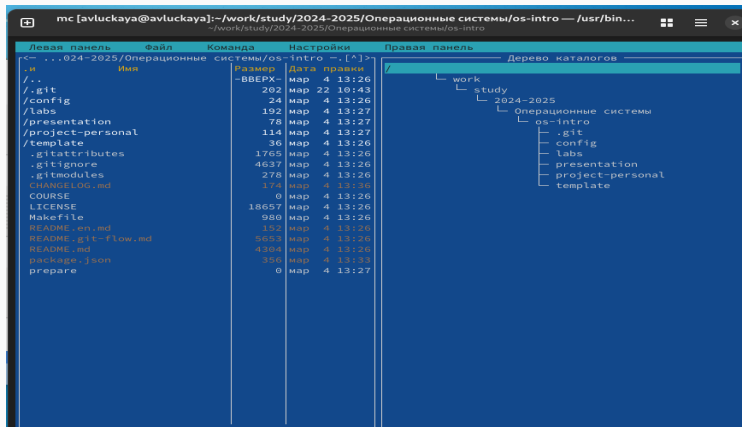 mc [avluckaya@avluckaya]:~/work/study/2024-2025/Операционные системы/os-intro — /usr/bin...
~/work/study/2024-2025/Операционные системы/os-intro
Левая панель Файл Команда Настройки Правая панель
<— ...024-2025/Операционные системы/os-intro —.[^]>
.и Имя Размер Дата правки
/.. -ВВЕРХ- мар 4 13:26
/.git 202 мар 22 10:43
/config 24 мар 4 13:26
/labs 192 мар 4 13:27
/presentation 78 мар 4 13:27
/project-personal 114 мар 4 13:27
/template 36 мар 4 13:26
.gitattributes 1765 мар 4 13:26
.gitignore 4637 мар 4 13:26
.gitmodules 278 мар 4 13:26
CHANGELOG.md 174 мар 4 13:36
COURSE 0 мар 4 13:26
LICENSE 18657 мар 4 13:26
Makefile 980 мар 4 13:26
README.en.md 152 мар 4 13:26
README.git-flow.md 5653 мар 4 13:26
README.md 4304 мар 4 13:26
package.json 356 мар 4 13:33
prepare 0 мар 4 13:27
Дерево каталогов
/
work
study
2024-2025
Операционные системы
os-intro
.git
config
labs
presentation
project-personal
template